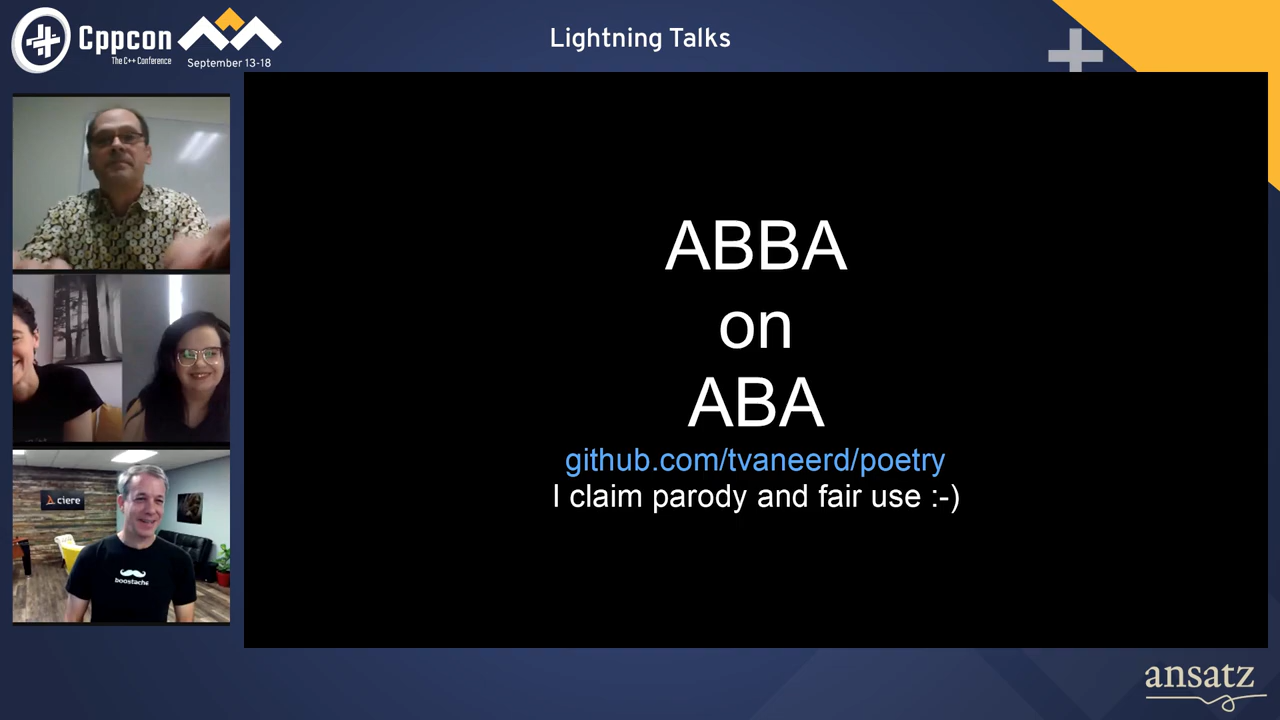 Cppcon
The C++ Conference
September 13-18
Lightning Talks
ciere
boostache
ABBA
on
ABA
github.com/tvaneerd/poetry
I claim parody and fair use :-)
ansatz